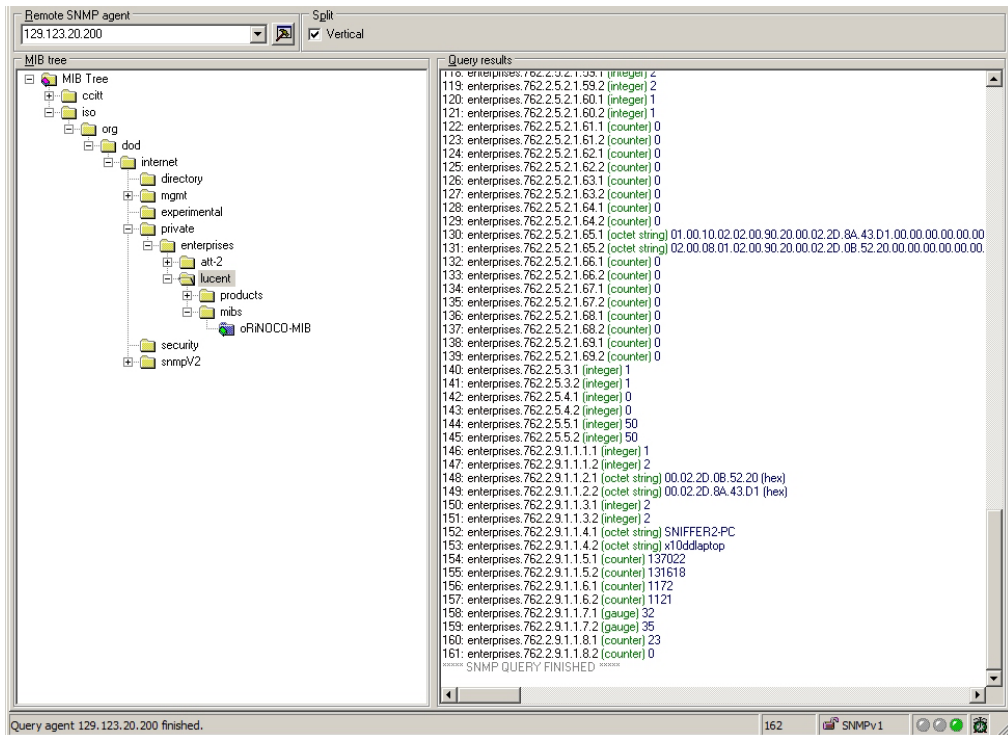 Remote SNMP agent
Split
129.123.20.200
Vertical
MIB tree
MIB Tree
ccitt
iso
org
dod
internet
directory
mgmt
experimental
private
enterprises
att-2
lucent
products
mibs
oRiNOCO-MIB
security
snmpV2
Query results
118: enterprises.762.2.5.2.1.59.1 (integer) 2
119: enterprises.762.2.5.2.1.59.2 (integer) 2
120: enterprises.762.2.5.2.1.60.1 (integer) 1
121: enterprises.762.2.5.2.1.60.2 (integer) 1
122: enterprises.762.2.5.2.1.61.1 (counter) 0
123: enterprises.762.2.5.2.1.61.2 (counter) 0
124: enterprises.762.2.5.2.1.62.1 (counter) 0
125: enterprises.762.2.5.2.1.62.2 (counter) 0
126: enterprises.762.2.5.2.1.63.1 (counter) 0
127: enterprises.762.2.5.2.1.63.2 (counter) 0
128: enterprises.762.2.5.2.1.64.1 (counter) 0
129: enterprises.762.2.5.2.1.64.2 (counter) 0
130: enterprises.762.2.5.2.1.65.1 (octet string) 01.00.10.02.02.00.90.20.00.02.2D.8A.43.D1.00.00.00.00.00.00
131: enterprises.762.2.5.2.1.65.2 (octet string) 02.00.08.01.02.00.90.20.00.02.2D.0B.52.20.00.00.00.00.00.00.
132: enterprises.762.2.5.2.1.66.1 (counter) 0
133: enterprises.762.2.5.2.1.66.2 (counter) 0
134: enterprises.762.2.5.2.1.67.1 (counter) 0
135: enterprises.762.2.5.2.1.67.2 (counter) 0
136: enterprises.762.2.5.2.1.68.1 (counter) 0
137: enterprises.762.2.5.2.1.68.2 (counter) 0
138: enterprises.762.2.5.2.1.69.1 (counter) 0
139: enterprises.762.2.5.2.1.69.2 (counter) 0
140: enterprises.762.2.5.3.1 (integer) 1
141: enterprises.762.2.5.3.2 (integer) 1
142: enterprises.762.2.5.4.1 (integer) 0
143: enterprises.762.2.5.4.2 (integer) 0
144: enterprises.762.2.5.5.1 (integer) 50
145: enterprises.762.2.5.5.2 (integer) 50
146: enterprises.762.2.9.1.1.1.1 (integer) 1
147: enterprises.762.2.9.1.1.1.2 (integer) 2
148: enterprises.762.2.9.1.1.2.1 (octet string) 00.02.2D.0B.52.20 (hex)
149: enterprises.762.2.9.1.1.2.2 (octet string) 00.02.2D.8A.43.D1 (hex)
150: enterprises.762.2.9.1.1.3.1 (integer) 2
151: enterprises.762.2.9.1.1.3.2 (integer) 2
152: enterprises.762.2.9.1.1.4.1 (octet string) SNIFFER2-PC
153: enterprises.762.2.9.1.1.4.2 (octet string) x10ddlaptop
154: enterprises.762.2.9.1.1.5.1 (counter) 137022
155: enterprises.762.2.9.1.1.5.2 (counter) 131618
156: enterprises.762.2.9.1.1.6.1 (counter) 1172
157: enterprises.762.2.9.1.1.6.2 (counter) 1121
158: enterprises.762.2.9.1.1.7.1 (gauge) 32
159: enterprises.762.2.9.1.1.7.2 (gauge) 35
160: enterprises.762.2.9.1.1.8.1 (counter) 23
161: enterprises.762.2.9.1.1.8.2 (counter) 0
***** SNMP QUERY FINISHED *****
Query agent 129.123.20.200 finished.
162
SNMPv1